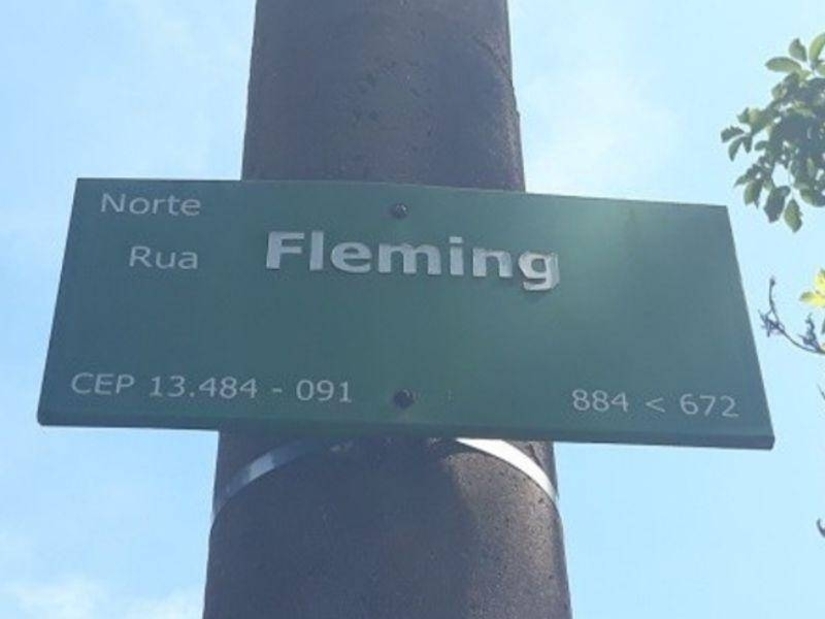 Norte
Rua Fleming
CEP 13.484 - 091 884 < 672